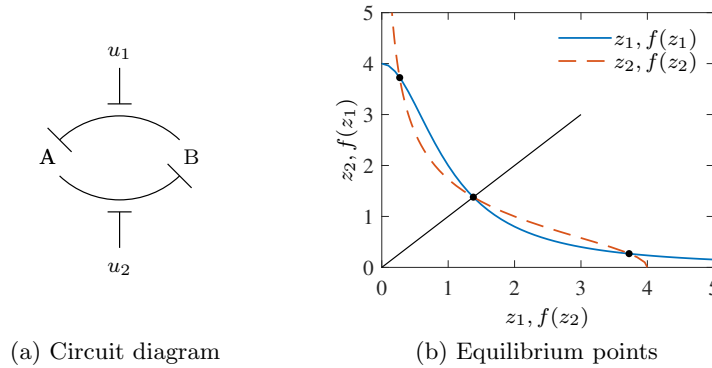 u₁
A
B
u₂
(a) Circuit diagram
5
4
3
2
1
0
z₂, f(z₁)
z₁, f(z₁)
z₂, f(z₂)
0 1 2 3 4 5
z₁, f(z₂)
(b) Equilibrium points